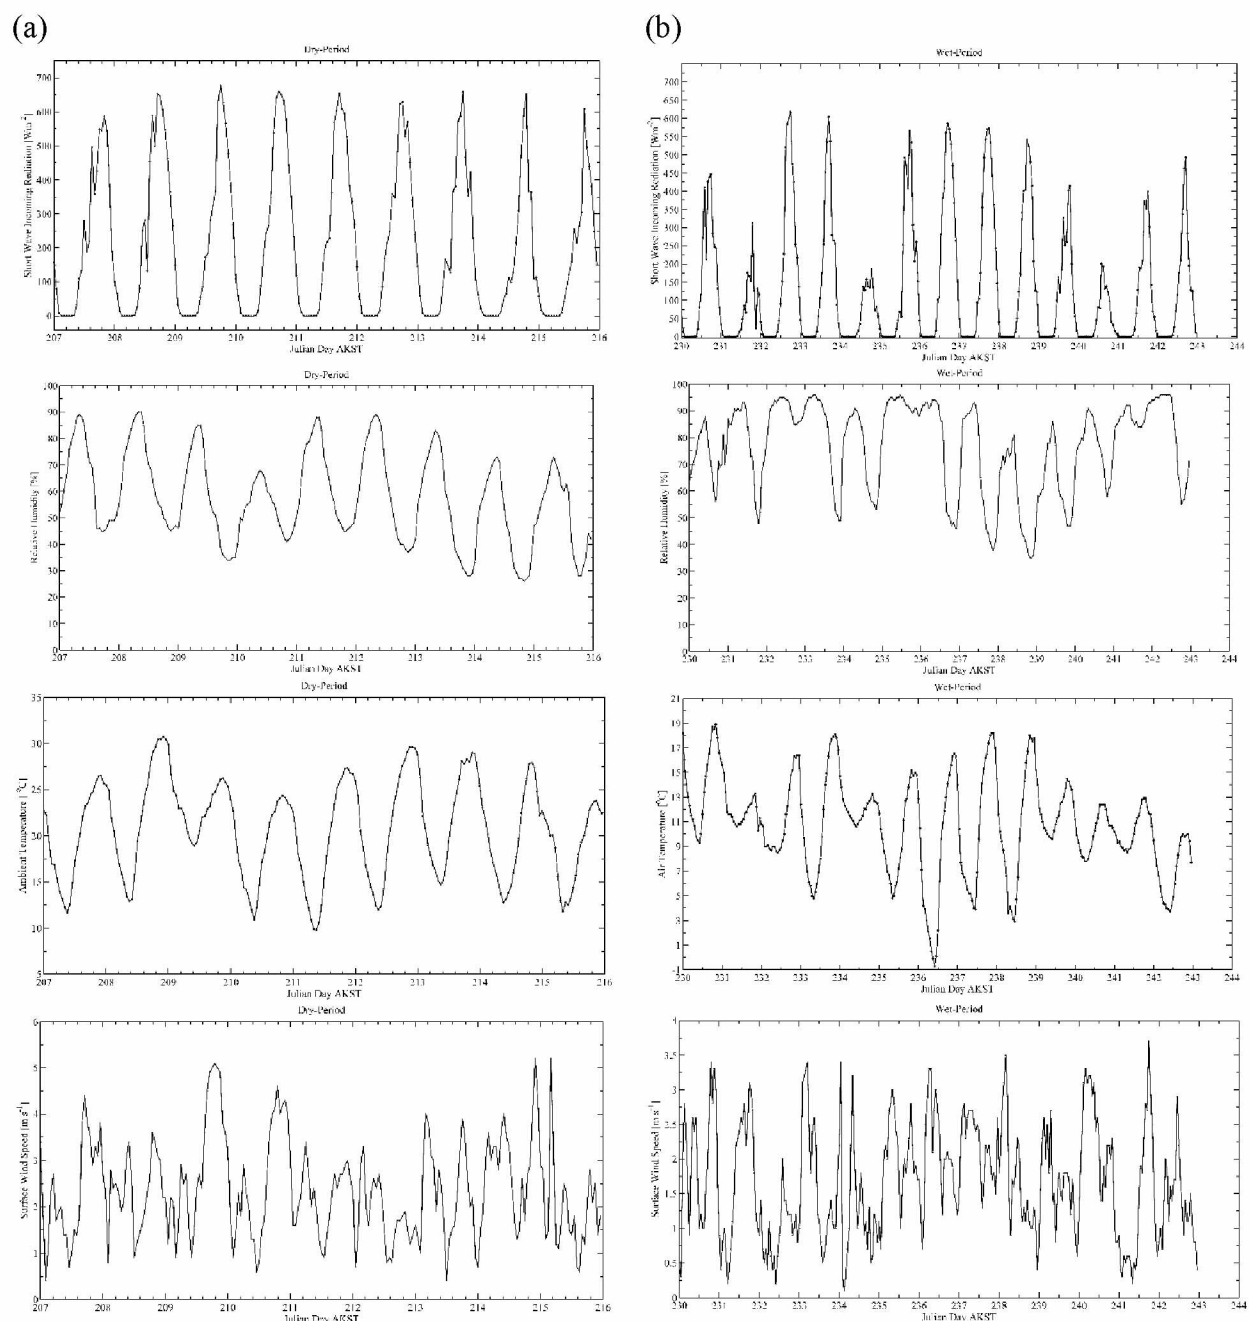 (a)
Dry-Period
Short Wave Incoming Rediation [Wm-2]
700
600
500
400
300
200
100
0
207 208 209 210 211 212 213 214 215 216
Julian Day AKST
Dry-Period
Relative Humidity [%]
100
90
80
70
60
50
40
30
20
10
0
207 208 209 210 211 212 213 214 215 216
Julian Day AKST
Dry-Period
Ambient Temperature [°C]
35
30
25
20
15
10
5
207 208 209 210 211 212 213 214 215 216
Julian Day AKST
Dry-Period
Surface Wind Speed [m s-1]
6
5
4
3
2
1
0
207 208 209 210 211 212 213 214 215 216
Julian Day AKST
(b)
Wet-Period
Short Wave Incoming Rediation [Wm-2]
700
650
600
550
500
450
400
350
300
250
200
150
100
50
0
230 231 232 233 234 235 236 237 238 239 240 241 242 243 244
Julian Day AKST
Wet-Period
Relative Humidity [%]
100
90
80
70
60
50
40
30
20
10
0
230 231 232 233 234 235 236 237 238 239 240 241 242 243 244
Julian Day AKST
Wet-Period
Air Temperature [°C]
21
19
17
15
13
11
9
7
5
3
1
-1
230 231 232 233 234 235 236 237 238 239 240 241 242 243 244
Julian Day AKST
Wet-Period
Surface Wind Speed [m s-1]
4
3.5
3
2.5
2
1.5
1
0.5
0
230 231 232 233 234 235 236 237 238 239 240 241 242 243 244
Julian Day AKST